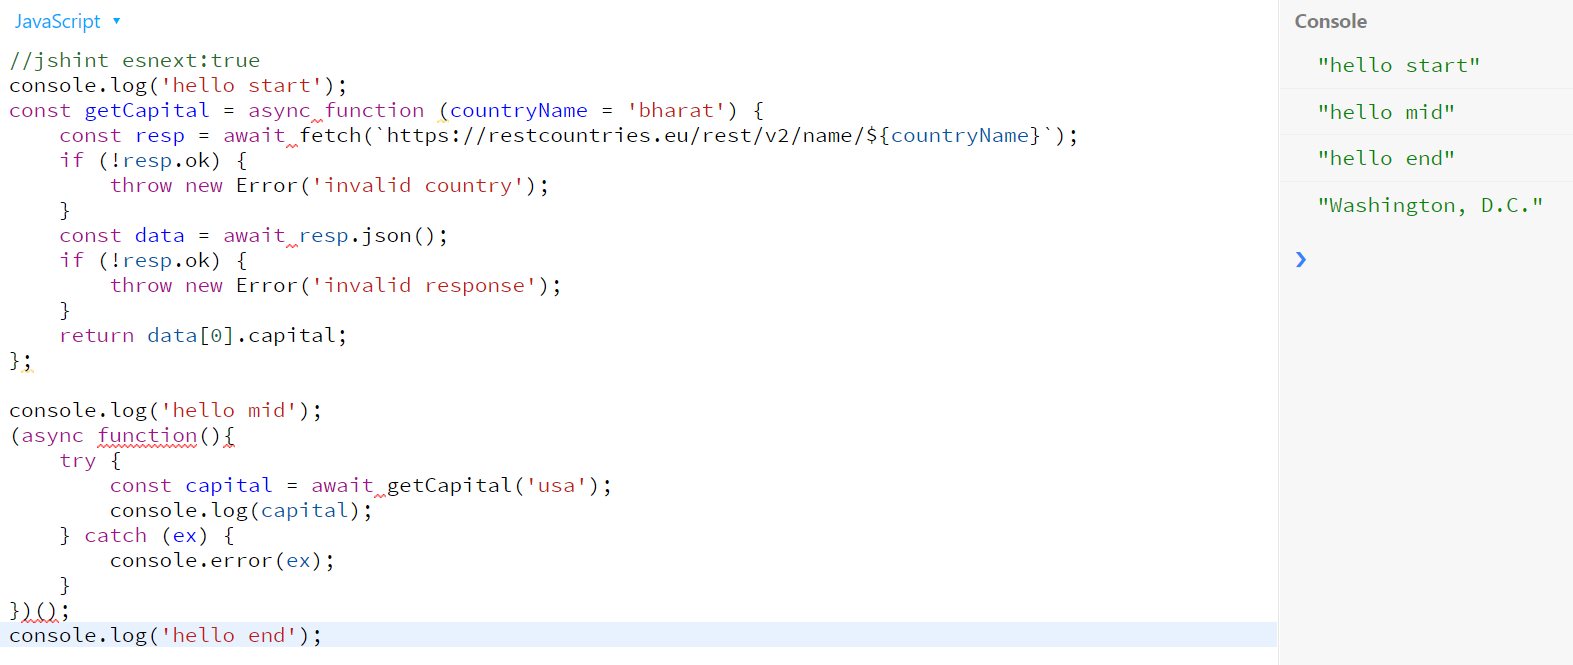 JavaScript ▾
//jshint esnext:true
console.log('hello start');
const getCapital = async function (countryName = 'bharat') {
    const resp = await fetch(`https://restcountries.eu/rest/v2/name/${countryName}`);
    if (!resp.ok) {
        throw new Error('invalid country');
    }
    const data = await resp.json();
    if (!resp.ok) {
        throw new Error('invalid response');
    }
    return data[0].capital;
};

console.log('hello mid');
(async function(){
    try {
        const capital = await getCapital('usa');
        console.log(capital);
    } catch (ex) {
        console.error(ex);
    }
})();
console.log('hello end');
Console
"hello start"
"hello mid"
"hello end"
"Washington, D.C."
❯